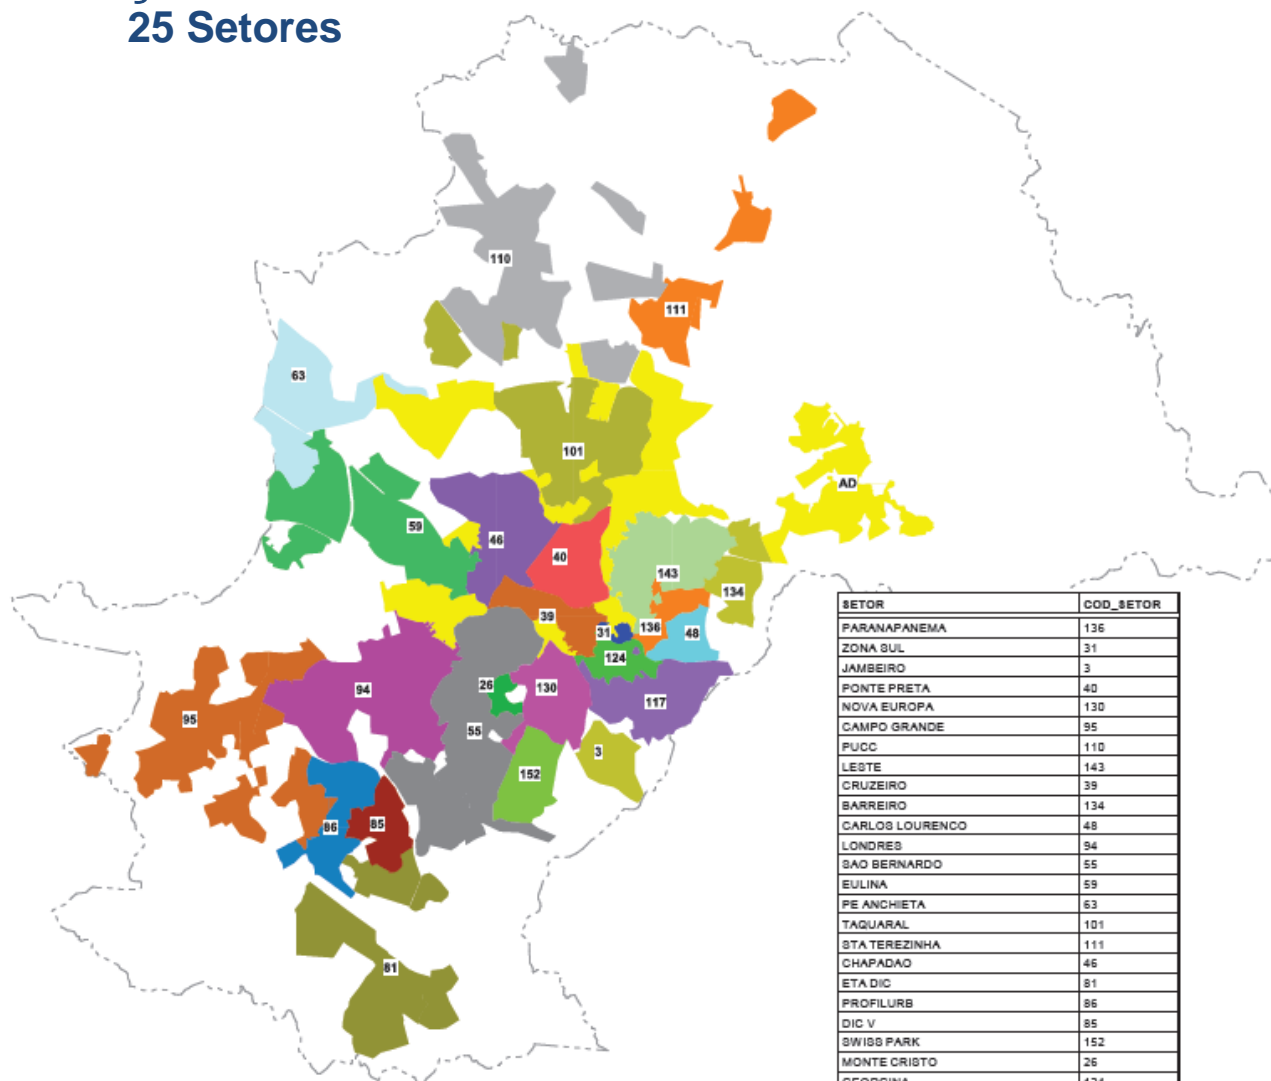 25 Setores
110
111
63
101
AD
59
46
40
143
134
39
31
136
48
124
26
130
94
117
95
55
3
152
86
85
81
SETOR COD_SETOR
PARANAPANEMA 136
ZONA SUL 31
JAMBEIRO 3
PONTE PRETA 40
NOVA EUROPA 130
CAMPO GRANDE 95
PUCC 110
LESTE 143
CRUZEIRO 39
BARREIRO 134
CARLOS LOURENCO 48
LONDRES 94
SAO BERNARDO 55
EULINA 59
PE ANCHIETA 63
TAQUARAL 101
STA TEREZINHA 111
CHAPADAO 46
ETA DIC 81
PROFILURB 86
DIC V 85
SWISS PARK 152
MONTE CRISTO 26